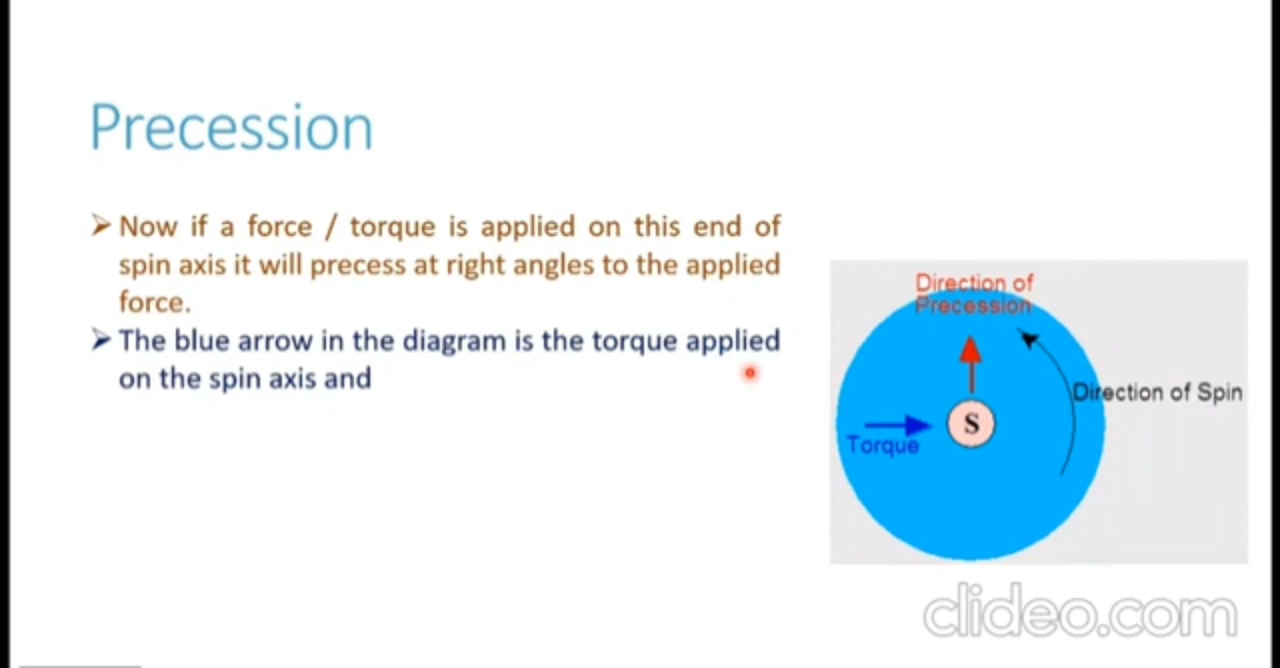 Precession
➢ Now if a force / torque is applied on this end of
spin axis it will precess at right angles to the applied
force.
➢ The blue arrow in the diagram is the torque applied
on the spin axis and
Direction of
Precession
Direction of Spin
S
Torque
clideo.com